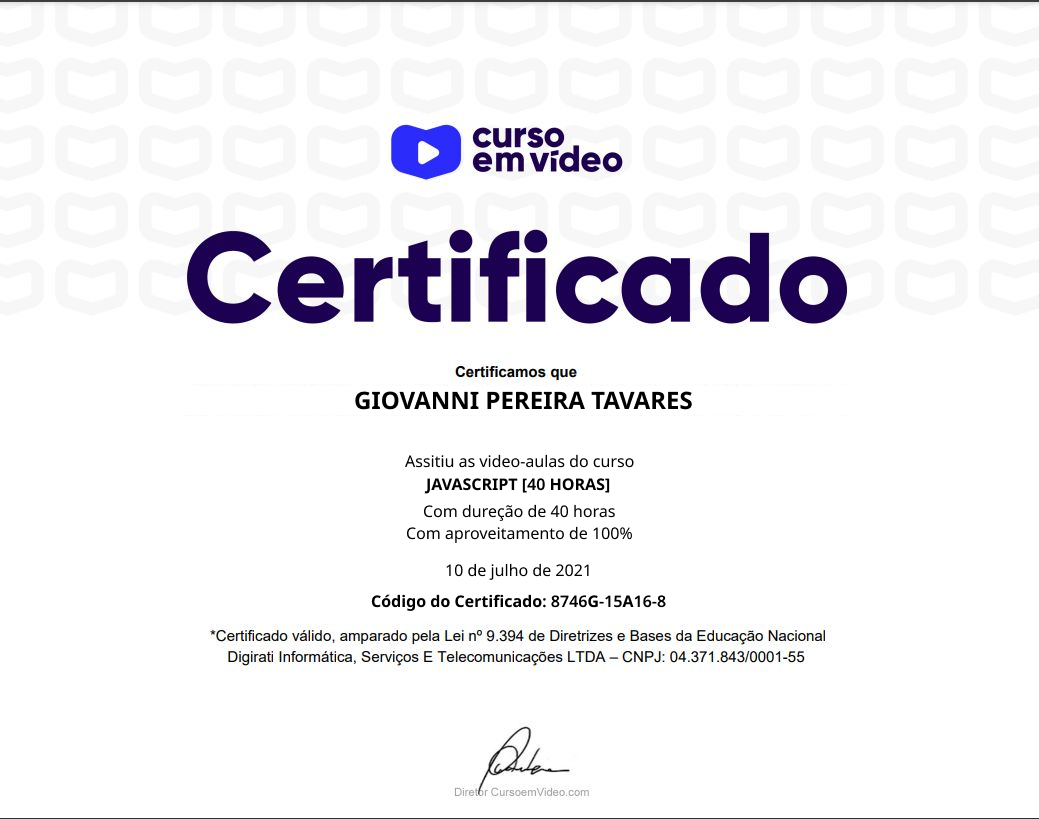 curso
em vídeo
Certificado
Certificamos que
GIOVANNI PEREIRA TAVARES
Assitiu as video-aulas do curso
JAVASCRIPT [40 HORAS]
Com dureção de 40 horas
Com aproveitamento de 100%
10 de julho de 2021
Código do Certificado: 8746G-15A16-8
*Certificado válido, amparado pela Lei nº 9.394 de Diretrizes e Bases da Educação Nacional
Digirati Informática, Serviços E Telecomunicações LTDA – CNPJ: 04.371.843/0001-55
Diretor CursoemVideo.com